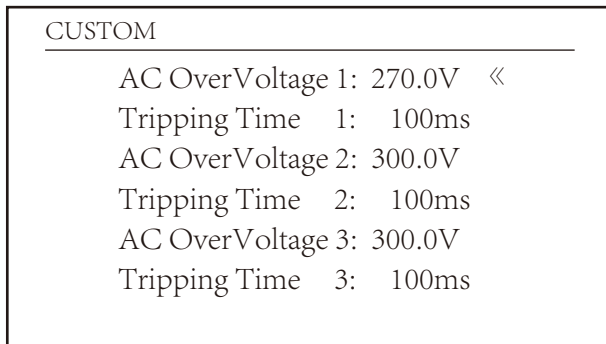 CUSTOM
AC OverVoltage 1: 270.0V «
Tripping Time 1: 100ms
AC OverVoltage 2: 300.0V
Tripping Time 2: 100ms
AC OverVoltage 3: 300.0V
Tripping Time 3: 100ms